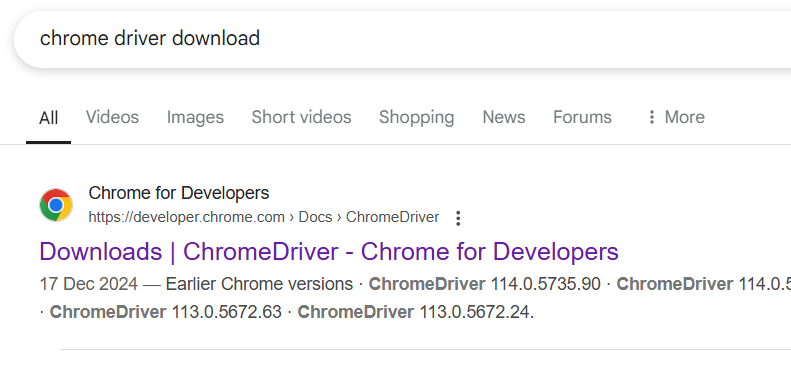 chrome driver download
All Videos Images Short videos Shopping News Forums ⋮ More
Chrome for Developers
https://developer.chrome.com › Docs › ChromeDriver ⋮
Downloads | ChromeDriver - Chrome for Developers
17 Dec 2024 — Earlier Chrome versions · ChromeDriver 114.0.5735.90 · ChromeDriver 114.0.5
· ChromeDriver 113.0.5672.63 · ChromeDriver 113.0.5672.24.